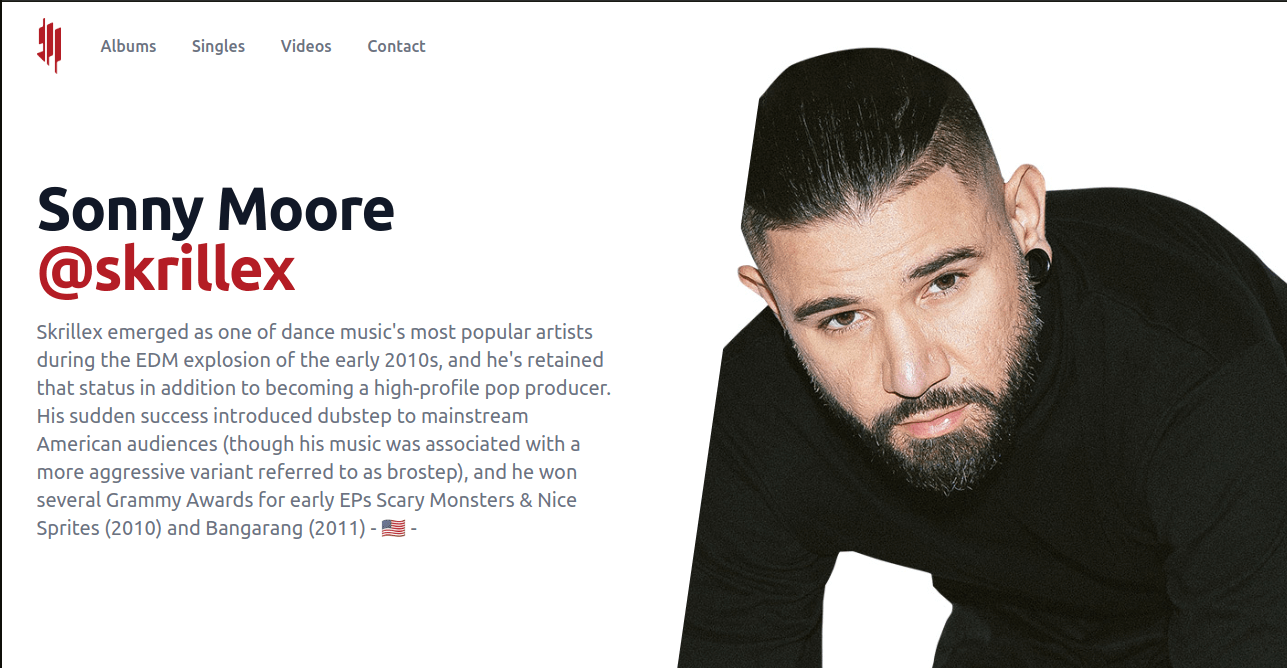 Albums Singles Videos Contact
Sonny Moore
@skrillex
Skrillex emerged as one of dance music's most popular artists
during the EDM explosion of the early 2010s, and he's retained
that status in addition to becoming a high-profile pop producer.
His sudden success introduced dubstep to mainstream
American audiences (though his music was associated with a
more aggressive variant referred to as brostep), and he won
several Grammy Awards for early EPs Scary Monsters & Nice
Sprites (2010) and Bangarang (2011) - 🇺🇸 -